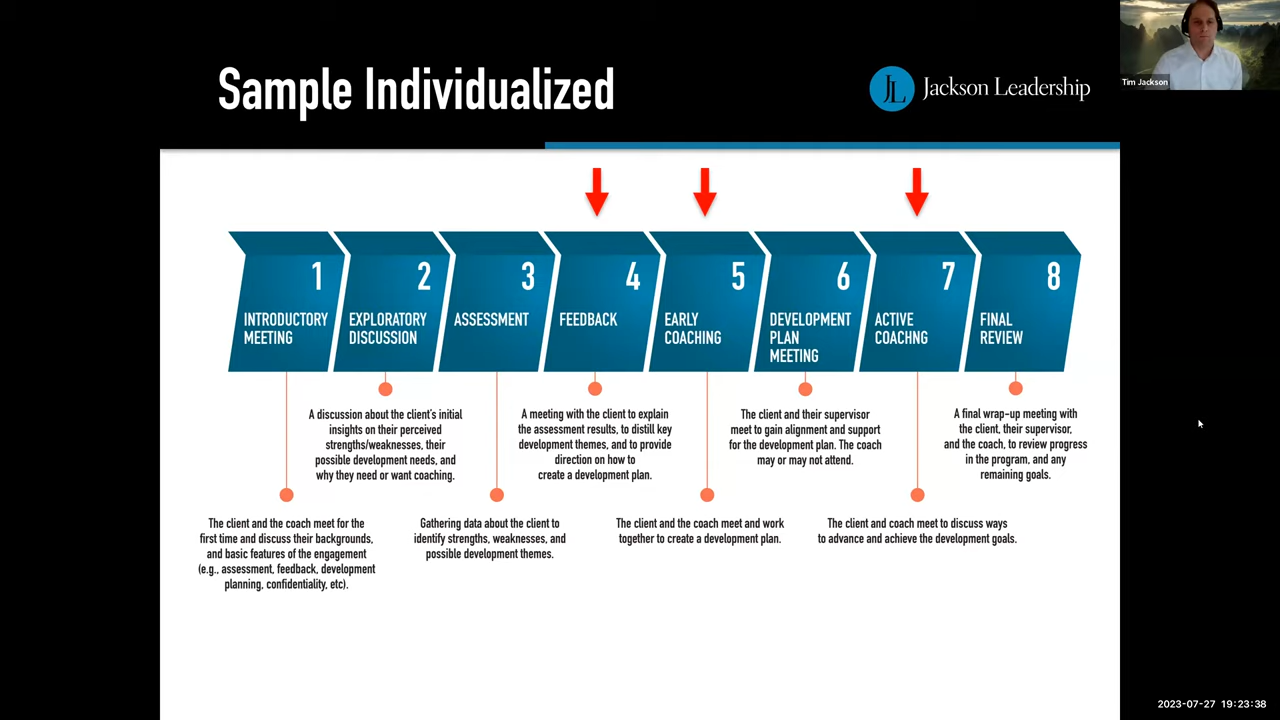 Sample Individualized
JL
Jackson Leadership
Tim Jackson
1
INTRODUCTORY
MEETING
2
EXPLORATORY
DISCUSSION
3
ASSESSMENT
4
FEEDBACK
5
EARLY
COACHING
6
DEVELOPMENT
PLAN
MEETING
7
ACTIVE
COACHNG
8
FINAL
REVIEW
A discussion about the client's initial
insights on their perceived
strengths/weaknesses, their
possible development needs, and
why they need or want coaching.
A meeting with the client to explain
the assessment results, to distill key
development themes, and to provide
direction on how to
create a development plan.
The client and their supervisor
meet to gain alignment and support
for the development plan. The coach
may or may not attend.
A final wrap-up meeting with
the client, their supervisor,
and the coach, to review progress
in the program, and any
remaining goals.
The client and the coach meet for the
first time and discuss their backgrounds,
and basic features of the engagement
(e.g., assessment, feedback, development
planning, confidentiality, etc).
Gathering data about the client to
identify strengths, weaknesses, and
possible development themes.
The client and the coach meet and work
together to create a development plan.
The client and coach meet to discuss ways
to advance and achieve the development goals.
2023-07-27 19:23:38